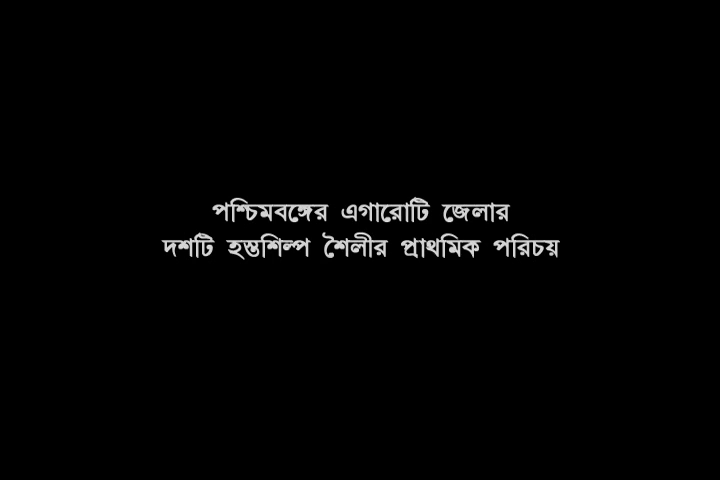 পশ্চিমবঙ্গের এগারোটি জেলার
দশটি হস্তশিল্প শৈলীর প্রাথমিক পরিচয়